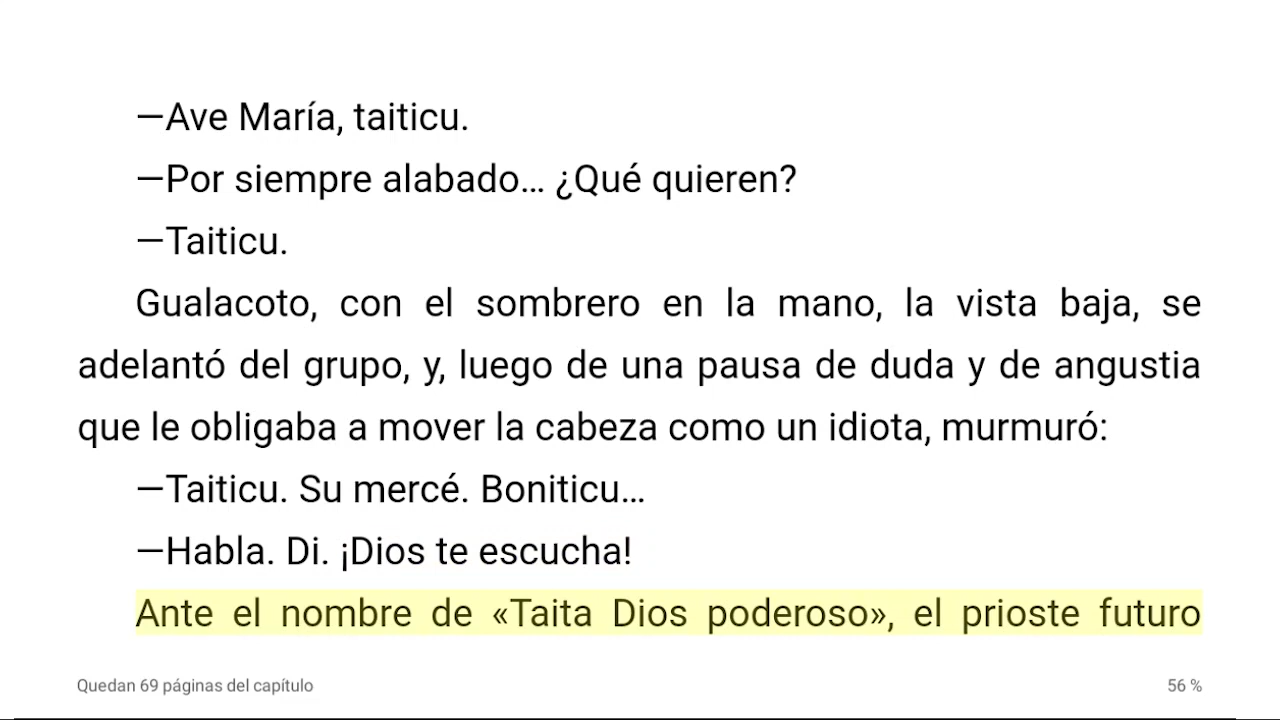 —Ave María, taiticu.
—Por siempre alabado… ¿Qué quieren?
—Taiticu.
Gualacoto, con el sombrero en la mano, la vista baja, se
adelantó del grupo, y, luego de una pausa de duda y de angustia
que le obligaba a mover la cabeza como un idiota, murmuró:
—Taiticu. Su mercé. Boniticu…
—Habla. Di. ¡Dios te escucha!
Ante el nombre de «Taita Dios poderoso», el prioste futuro
Quedan 69 páginas del capítulo
56 %